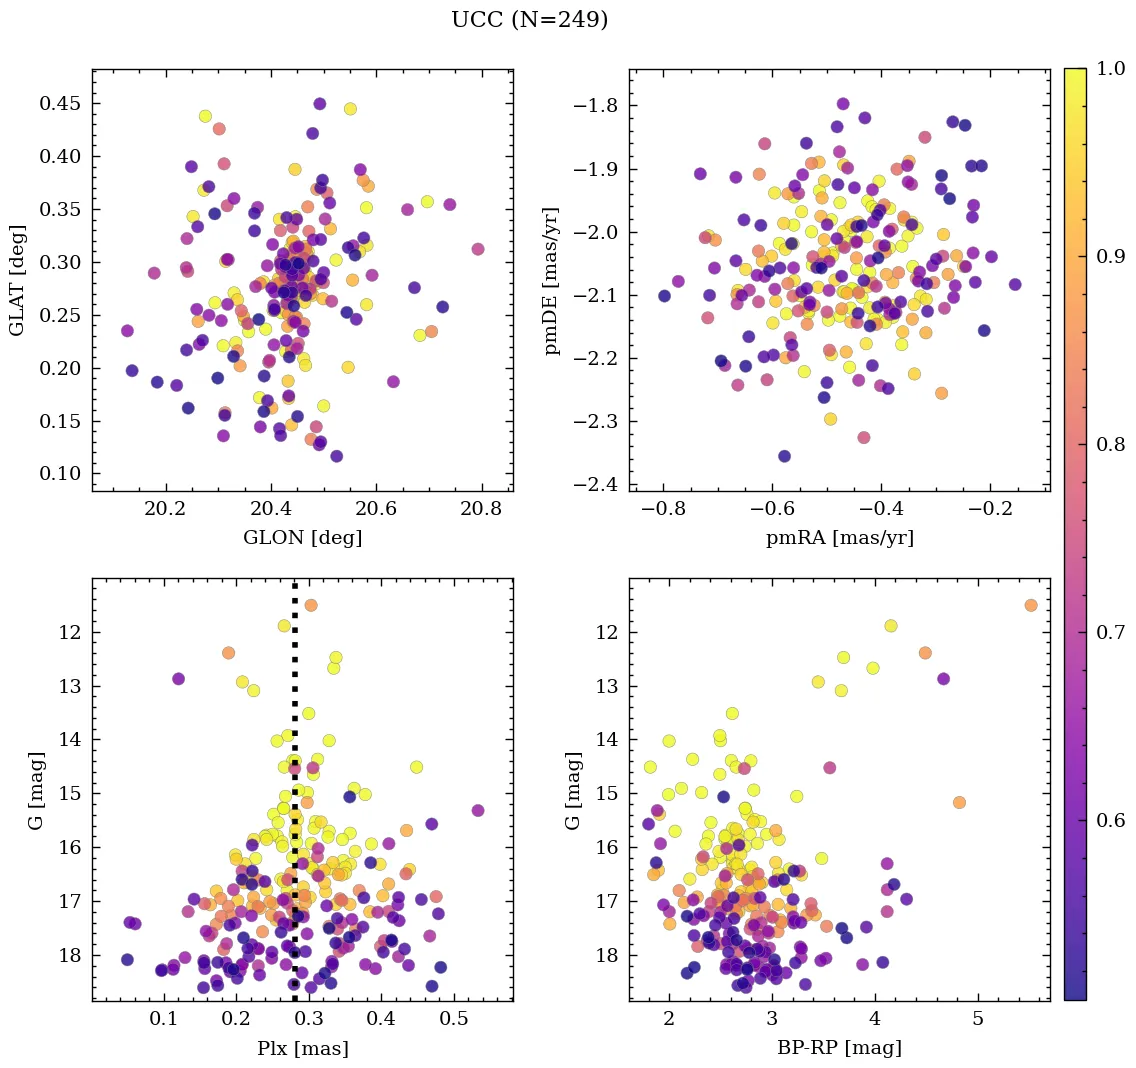 UCC (N=249)
0.45
0.40
0.35
0.30
0.25
0.20
0.15
0.10
GLAT [deg]
20.2 20.4 20.6 20.8
GLON [deg]
−1.8
−1.9
−2.0
−2.1
−2.2
−2.3
−2.4
pmDE [mas/yr]
−0.8 −0.6 −0.4 −0.2
pmRA [mas/yr]
1.0
0.9
0.8
0.7
0.6
12
13
14
15
16
17
18
G [mag]
0.1 0.2 0.3 0.4 0.5
Plx [mas]
12
13
14
15
16
17
18
G [mag]
2 3 4 5
BP-RP [mag]